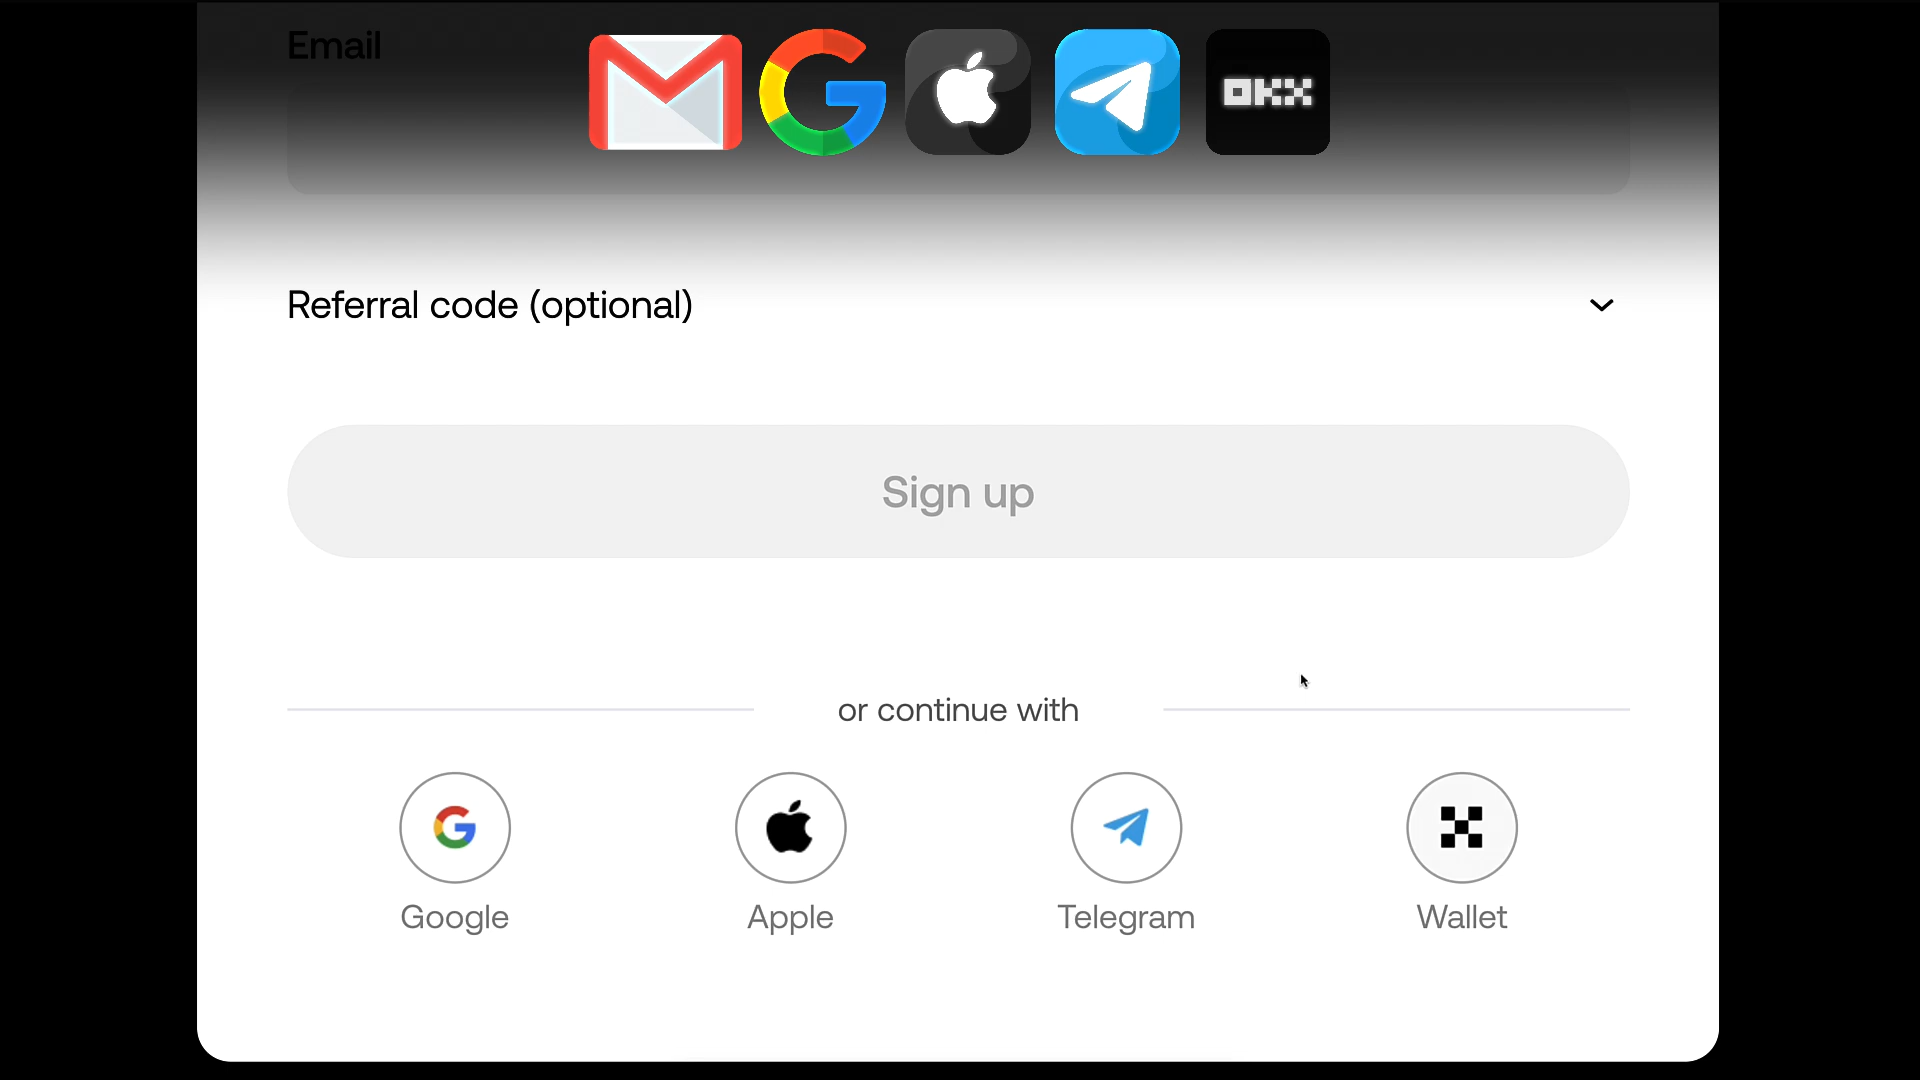 Email
OKX
Referral code (optional)
Sign up
or continue with
Google
Apple
Telegram
Wallet